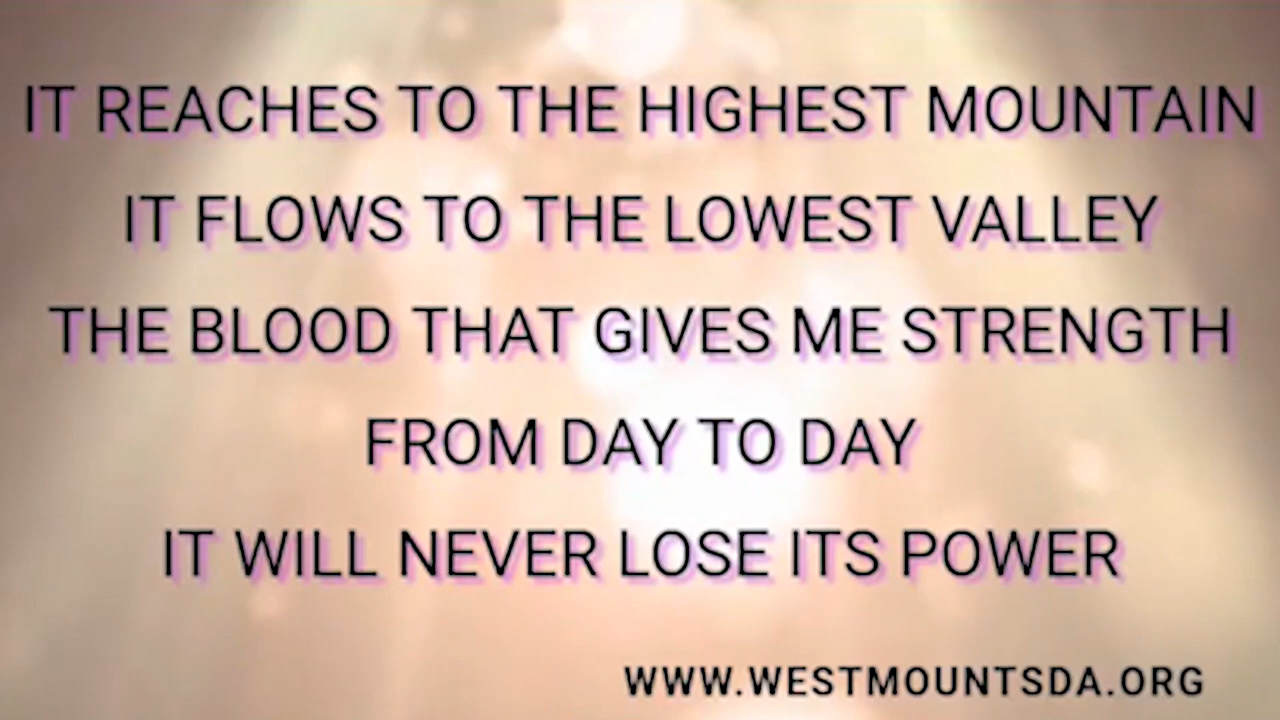 IT REACHES TO THE HIGHEST MOUNTAIN
IT FLOWS TO THE LOWEST VALLEY
THE BLOOD THAT GIVES ME STRENGTH
FROM DAY TO DAY
IT WILL NEVER LOSE ITS POWER
WWW.WESTMOUNTSDA.ORG